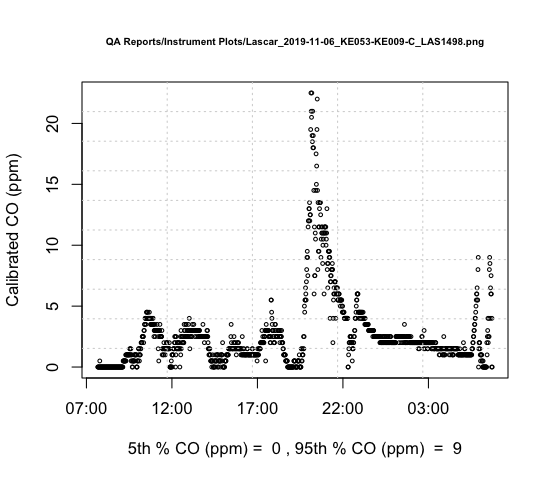 QA Reports/Instrument Plots/Lascar_2019-11-06_KE053-KE009-C_LAS1498.png
Calibrated CO (ppm)
20
15
10
5
0
07:00 12:00 17:00 22:00 03:00
5th % CO (ppm) = 0 , 95th % CO (ppm) = 9